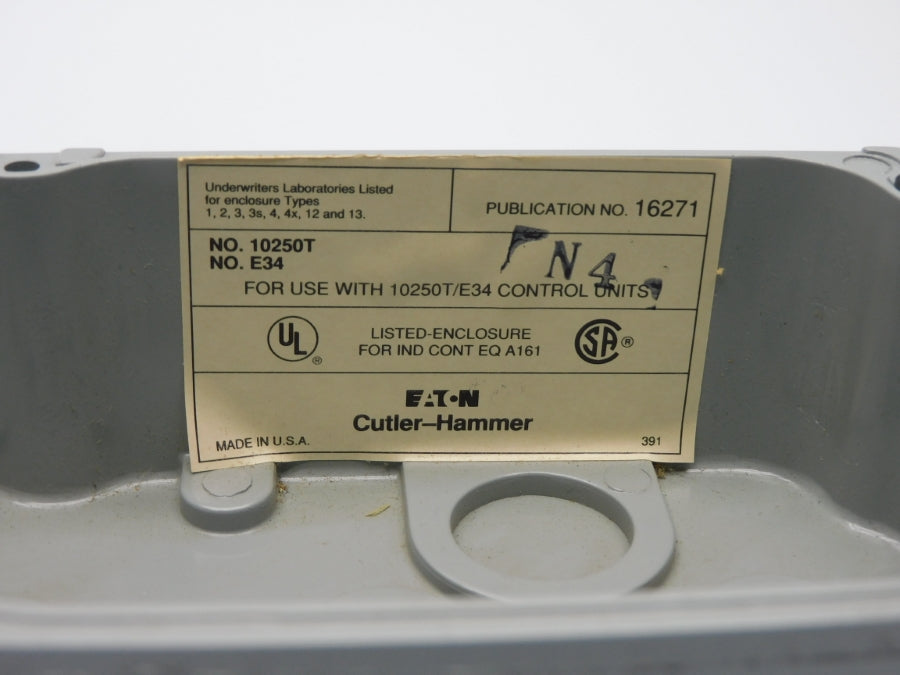 Underwriters Laboratories Listed
for enclosure Types
1, 2, 3, 3s, 4, 4x, 12 and 13.
PUBLICATION NO. 16271
NO. 10250T
NO. E34
N 4
FOR USE WITH 10250T/E34 CONTROL UNITS
UL ®
LISTED-ENCLOSURE
FOR IND CONT EQ A161
SA ®
EATON
Cutler–Hammer
MADE IN U.S.A.
391